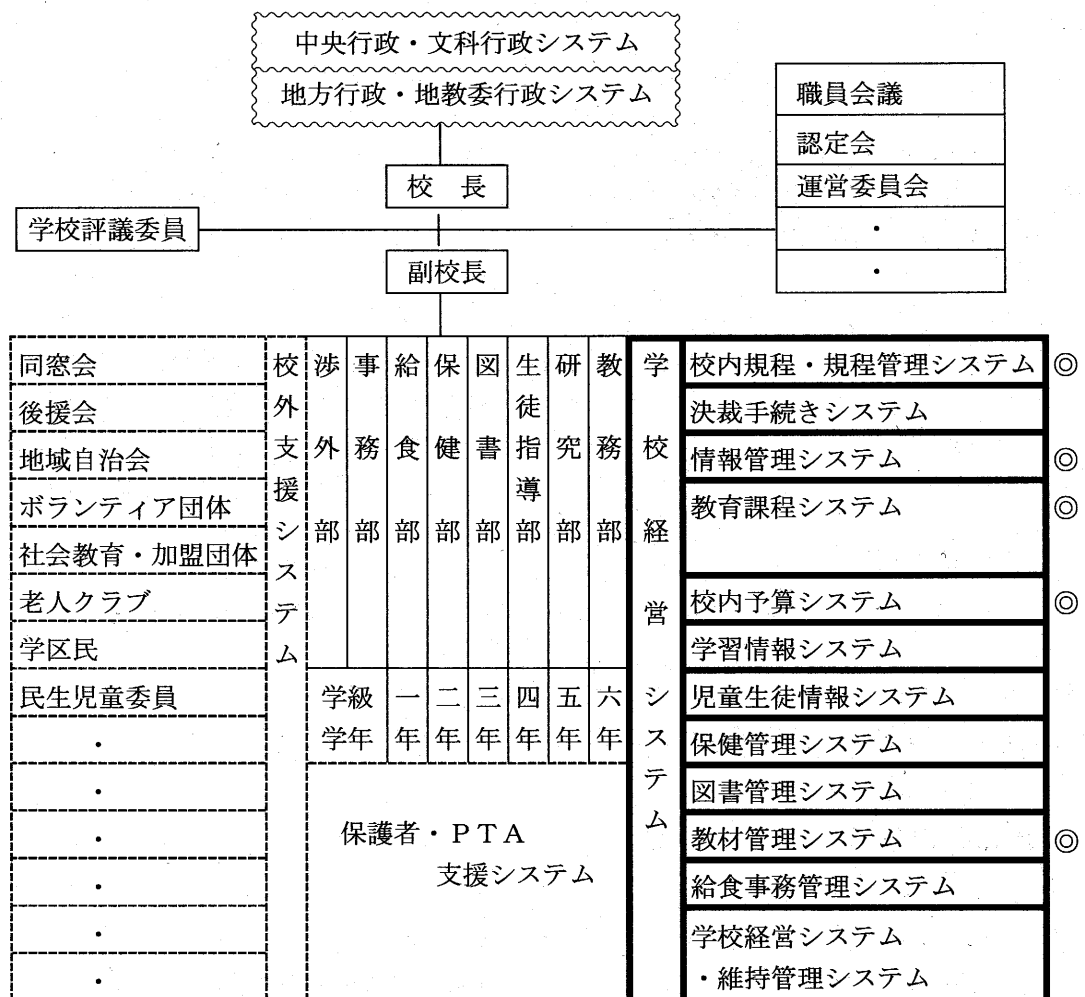 中央行政・文科行政システム
地方行政・地教委行政システム
職員会議
認定会
運営委員会
・
・
校　長
学校評議委員
副校長
同窓会
後援会
地域自治会
ボランティア団体
社会教育・加盟団体
老人クラブ
学区民
民生児童委員
・
・
・
・
・
・
校外支援システム
渉外部
事務部
給食部
保健部
図書部
生徒指導部
研究部
教務部
学級
学年
一年
二年
三年
四年
五年
六年
保護者・ＰＴＡ
支援システム
学校経営システム
校内規程・規程管理システム ◎
決裁手続きシステム
情報管理システム ◎
教育課程システム ◎
校内予算システム ◎
学習情報システム
児童生徒情報システム
保健管理システム
図書管理システム
教材管理システム ◎
給食事務管理システム
学校経営システム
・維持管理システム